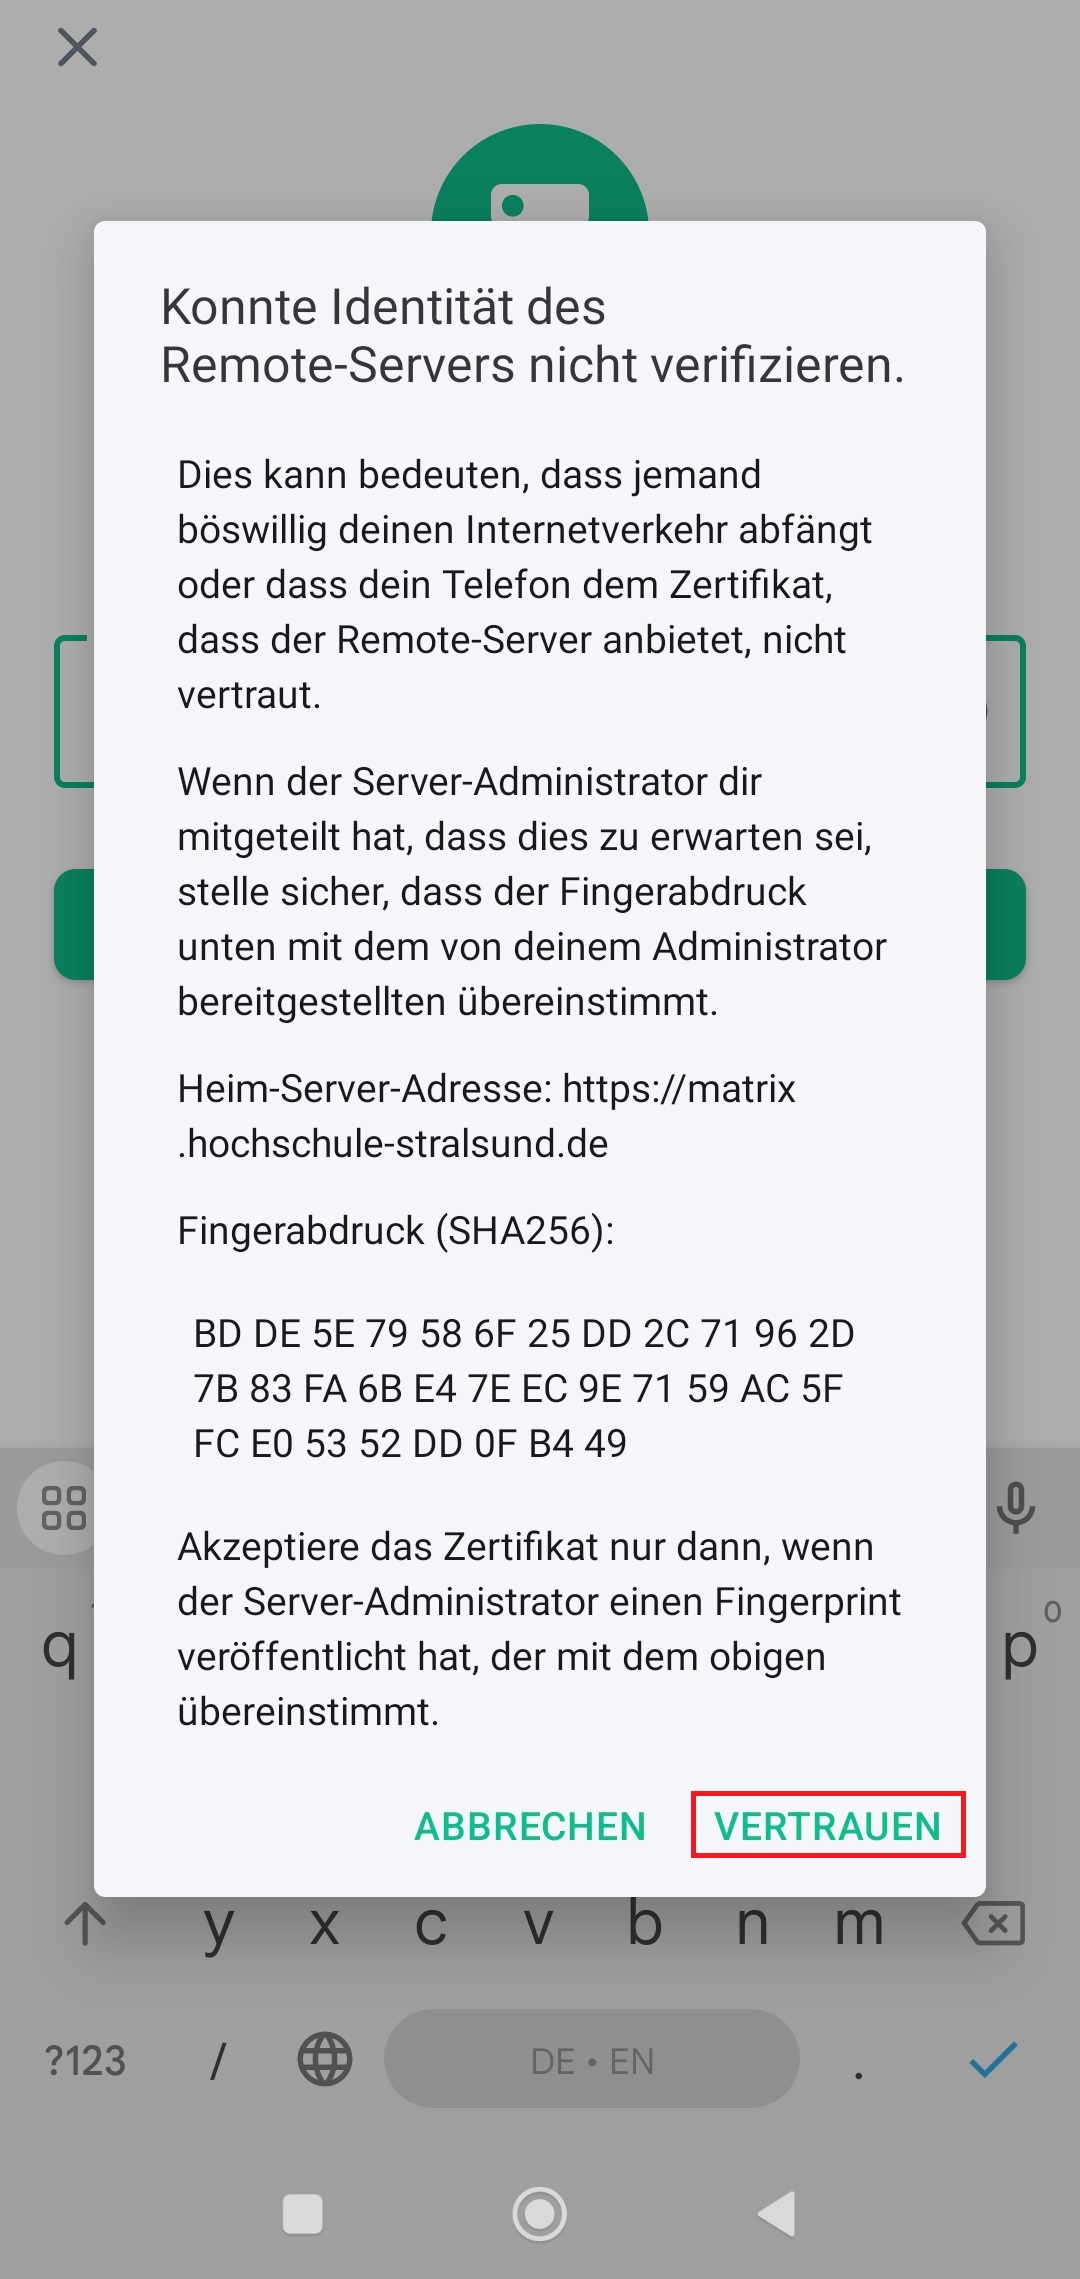 Konnte Identität des
Remote-Servers nicht verifizieren.
Dies kann bedeuten, dass jemand
böswillig deinen Internetverkehr abfängt
oder dass dein Telefon dem Zertifikat,
dass der Remote-Server anbietet, nicht
vertraut.
Wenn der Server-Administrator dir
mitgeteilt hat, dass dies zu erwarten sei,
stelle sicher, dass der Fingerabdruck
unten mit dem von deinem Administrator
bereitgestellten übereinstimmt.
Heim-Server-Adresse: https://matrix
.hochschule-stralsund.de
Fingerabdruck (SHA256):
BD DE 5E 79 58 6F 25 DD 2C 71 96 2D
7B 83 FA 6B E4 7E EC 9E 71 59 AC 5F
FC E0 53 52 DD 0F B4 49
Akzeptiere das Zertifikat nur dann, wenn
der Server-Administrator einen Fingerprint
veröffentlicht hat, der mit dem obigen
übereinstimmt.
ABBRECHEN VERTRAUEN
q p 0
y x c v b n m
?123 / DE • EN .